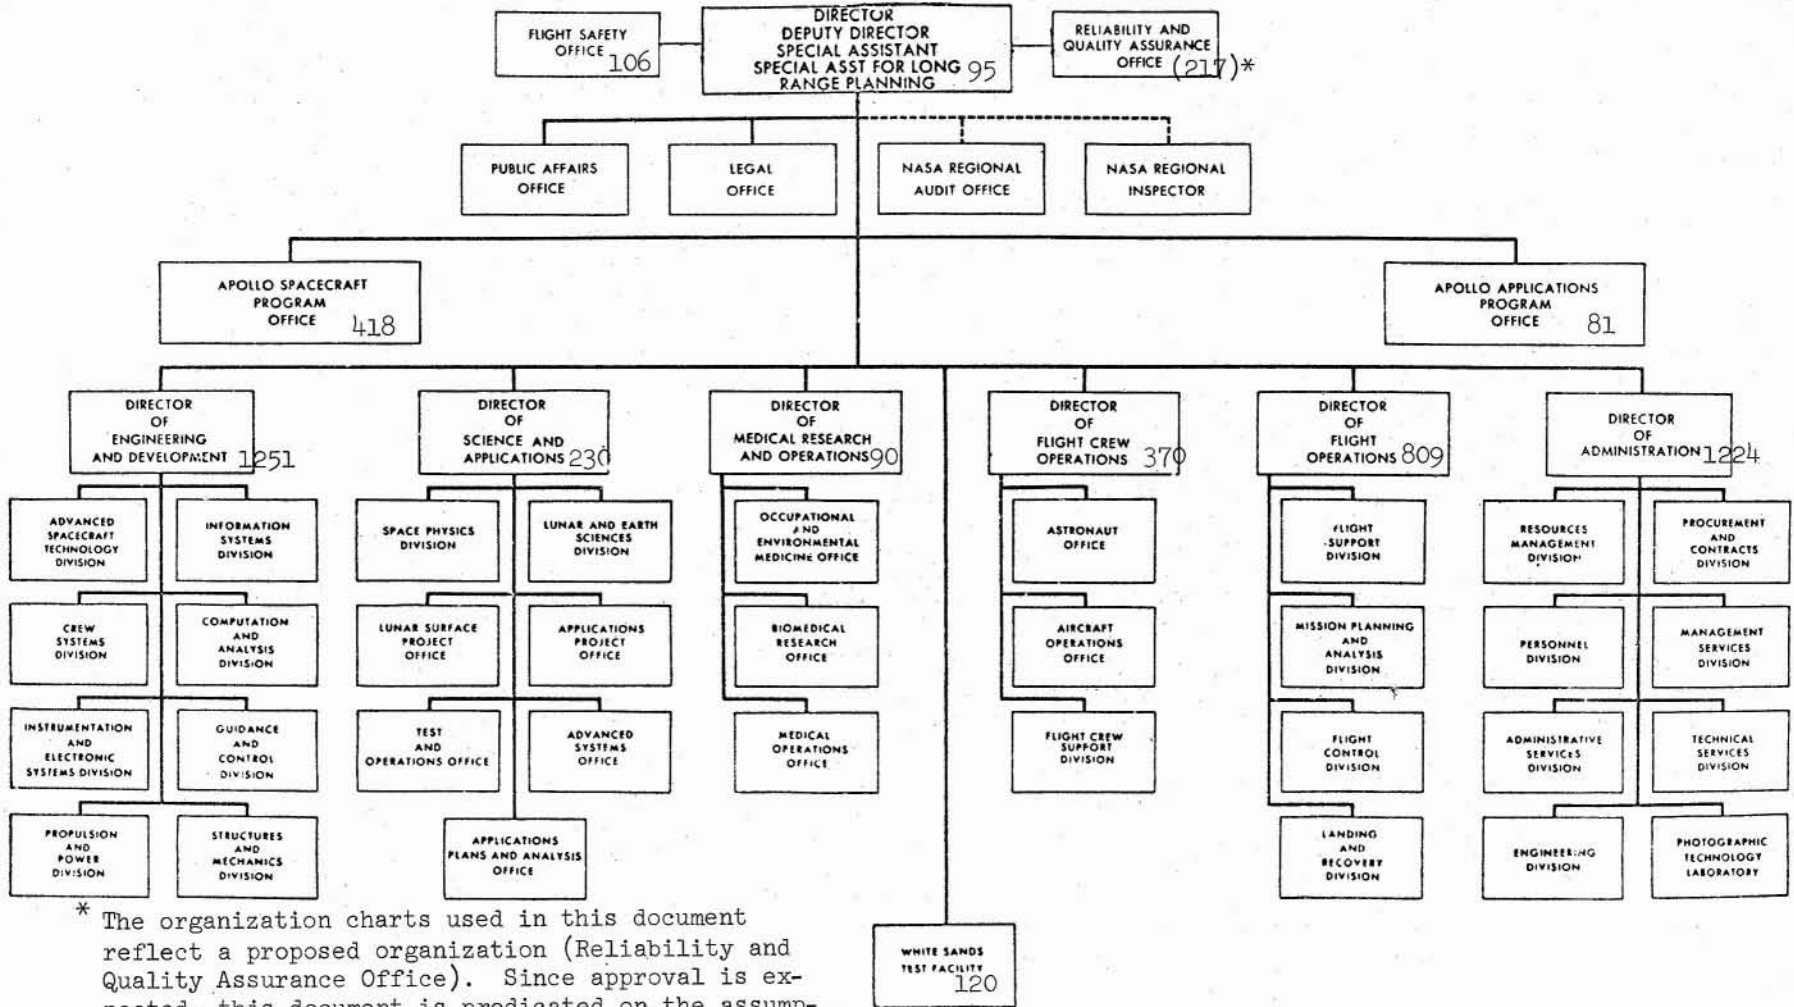 FLIGHT SAFETY
OFFICE 106
DIRECTOR
DEPUTY DIRECTOR
SPECIAL ASSISTANT
SPECIAL ASST FOR LONG 95
RANGE PLANNING
RELIABILITY AND
QUALITY ASSURANCE
OFFICE (217)*
PUBLIC AFFAIRS
OFFICE
LEGAL
OFFICE
NASA REGIONAL
AUDIT OFFICE
NASA REGIONAL
INSPECTOR
APOLLO SPACECRAFT
PROGRAM
OFFICE 418
APOLLO APPLICATIONS
PROGRAM
OFFICE 81
DIRECTOR
OF
ENGINEERING
AND DEVELOPMENT 1251
DIRECTOR
OF
SCIENCE AND
APPLICATIONS 230
DIRECTOR
OF
MEDICAL RESEARCH
AND OPERATIONS 90
DIRECTOR
OF
FLIGHT CREW
OPERATIONS 370
DIRECTOR
OF
FLIGHT
OPERATIONS 809
DIRECTOR
OF
ADMINISTRATION 1224
ADVANCED
SPACECRAFT
TECHNOLOGY
DIVISION
INFORMATION
SYSTEMS
DIVISION
SPACE PHYSICS
DIVISION
LUNAR AND EARTH
SCIENCES
DIVISION
OCCUPATIONAL
AND
ENVIRONMENTAL
MEDICINE OFFICE
ASTRONAUT
OFFICE
FLIGHT
SUPPORT
DIVISION
RESOURCES
MANAGEMENT
DIVISION
PROCUREMENT
AND
CONTRACTS
DIVISION
CREW
SYSTEMS
DIVISION
COMPUTATION
AND
ANALYSIS
DIVISION
LUNAR SURFACE
PROJECT
OFFICE
APPLICATIONS
PROJECT
OFFICE
BIOMEDICAL
RESEARCH
OFFICE
AIRCRAFT
OPERATIONS
OFFICE
MISSION PLANNING
AND
ANALYSIS
DIVISION
PERSONNEL
DIVISION
MANAGEMENT
SERVICES
DIVISION
INSTRUMENTATION
AND
ELECTRONIC
SYSTEMS DIVISION
GUIDANCE
AND
CONTROL
DIVISION
TEST
AND
OPERATIONS OFFICE
ADVANCED
SYSTEMS
OFFICE
MEDICAL
OPERATIONS
OFFICE
FLIGHT CREW
SUPPORT
DIVISION
FLIGHT
CONTROL
DIVISION
ADMINISTRATIVE
SERVICES
DIVISION
TECHNICAL
SERVICES
DIVISION
PROPULSION
AND
POWER
DIVISION
STRUCTURES
AND
MECHANICS
DIVISION
APPLICATIONS
PLANS AND ANALYSIS
OFFICE
LANDING
AND
RECOVERY
DIVISION
ENGINEERING
DIVISION
PHOTOGRAPHIC
TECHNOLOGY
LABORATORY
* The organization charts used in this document
reflect a proposed organization (Reliability and
Quality Assurance Office). Since approval is ex-
pected, this document is predicated on the assump-
WHITE SANDS
TEST FACILITY
120